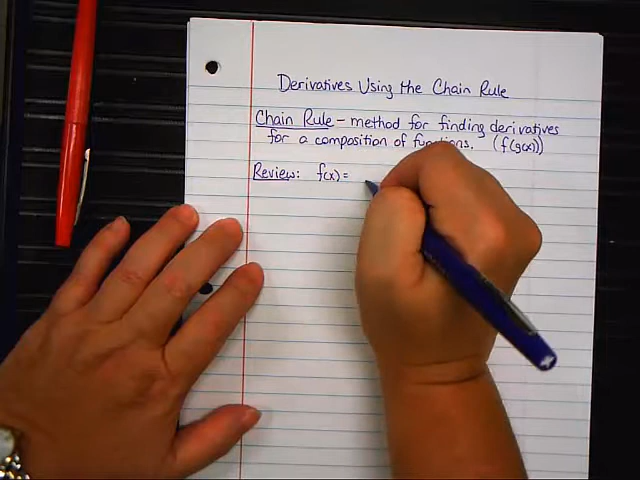 Derivatives Using the Chain Rule
Chain Rule - method for finding derivatives
for a composition of functions. (f(g(x)))
Review: f(x)=